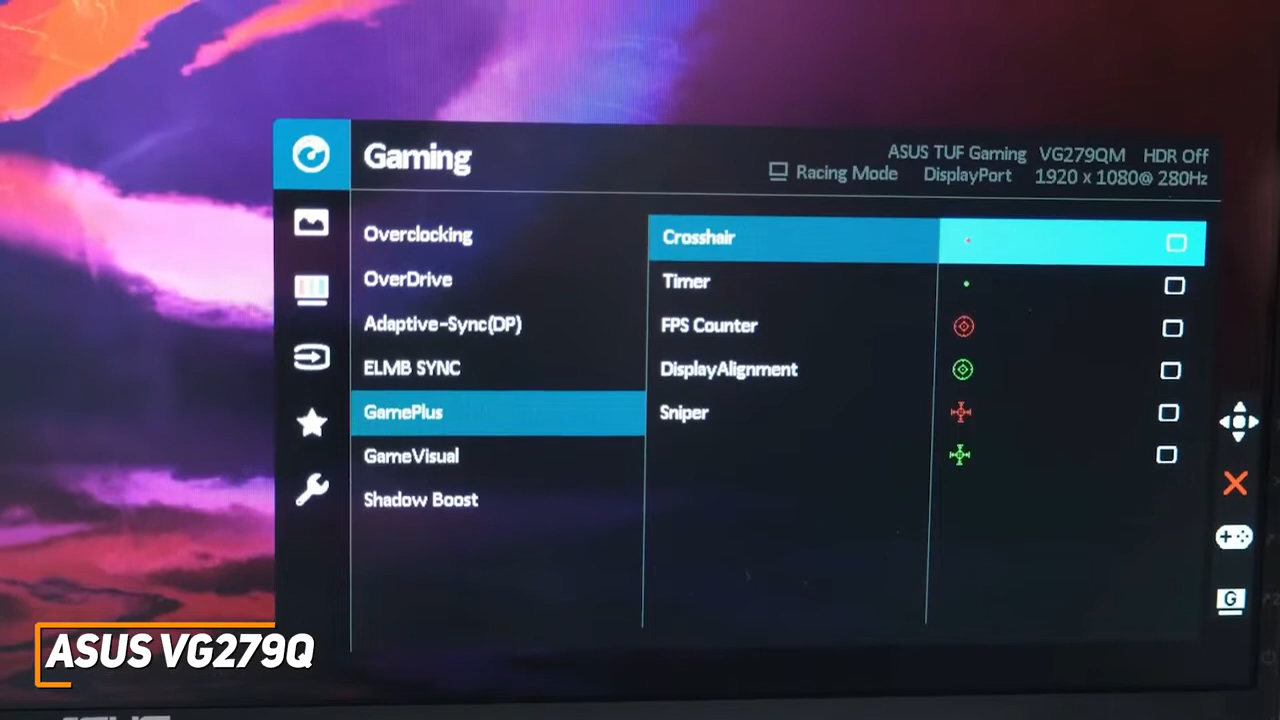 Gaming
ASUS TUF Gaming VG279QM HDR Off
Racing Mode DisplayPort 1920 x 1080@ 280Hz
Overclocking
OverDrive
Adaptive-Sync(DP)
ELMB SYNC
GamePlus
GameVisual
Shadow Boost
Crosshair
Timer
FPS Counter
DisplayAlignment
Sniper
G
ASUS VG279Q